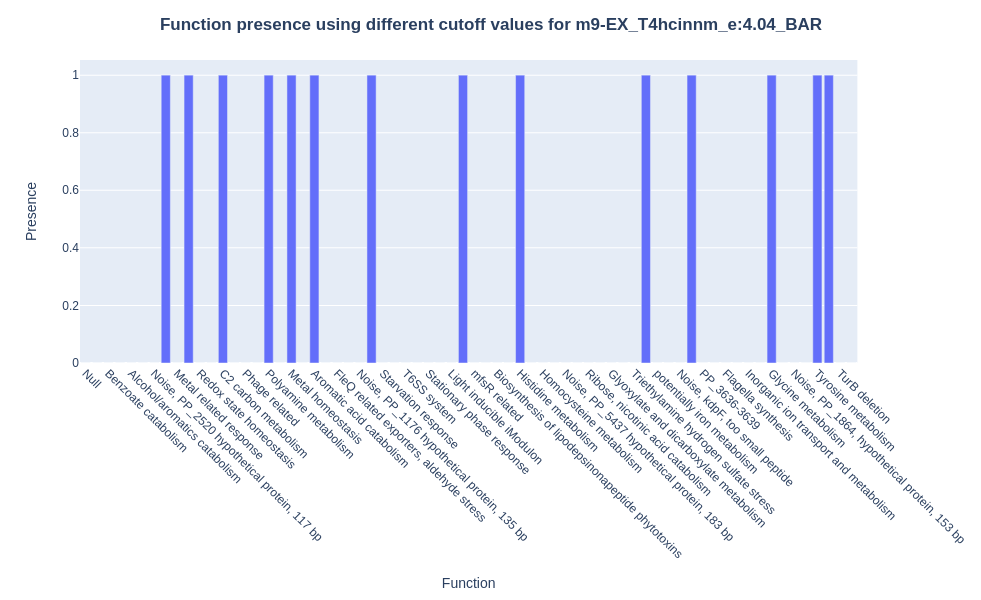 Function presence using different cutoff values for m9-EX_T4hcinnm_e:4.04_BAR
Presence
1
0.8
0.6
0.4
0.2
0
Null
Benzoate catabolism
Alcohol/aromatics catabolism
Noise, PP_2520 hypothetical protein, 117 bp
Metal related response
Redox state homeostasis
C2 carbon metabolism
Phage related
Polyamine metabolism
Metal homeostasis
Aromatic acid catabolism
FleQ related exporters, aldehyde stress
Noise, PP_1176 hypothetical protein, 135 bp
Starvation response
T6SS system
Stationary phase response
Light inducible iModulon
mfsR related
Biosynthesis of lipodepsinonapeptide phytotoxins
Histidine metabolism
Homocysteine metabolism
Noise, PP_5437 hypothetical protein, 183 bp
Ribose, nicotinic acid catabolism
Glyoxylate and dicarboxylate metabolism
Triethylamine hydrogen sulfate stress
potentially iron metabolism
Noise, kdpF, too small peptide
PP_3636-3639
Flagella synthesis
Inorganic ion transport and metabolism
Glycine metabolism
Noise, PP_1864, hypothetical protein, 153 bp
Tyrosine metabolism
TurB deletion
Function